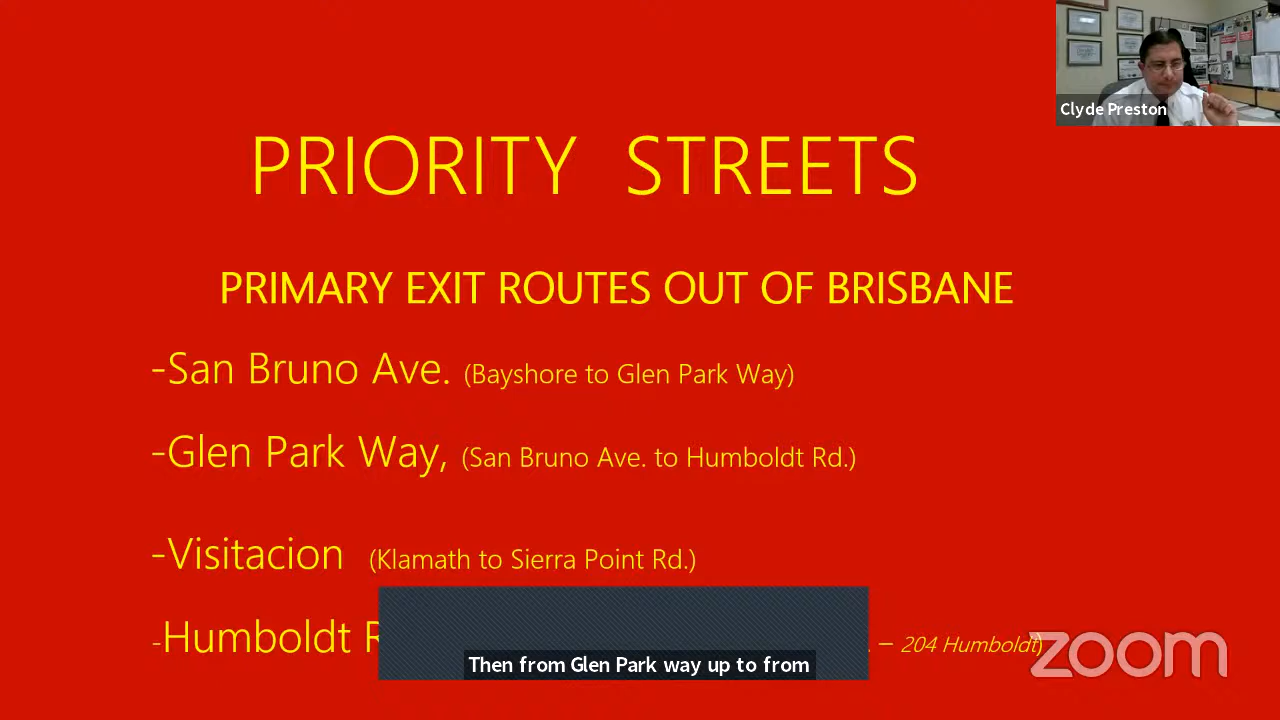 Clyde Preston
PRIORITY STREETS
PRIMARY EXIT ROUTES OUT OF BRISBANE
-San Bruno Ave. (Bayshore to Glen Park Way)
-Glen Park Way, (San Bruno Ave. to Humboldt Rd.)
-Visitacion (Klamath to Sierra Point Rd.)
-Humboldt R . – 204 Humboldt)
zoom
Then from Glen Park way up to from